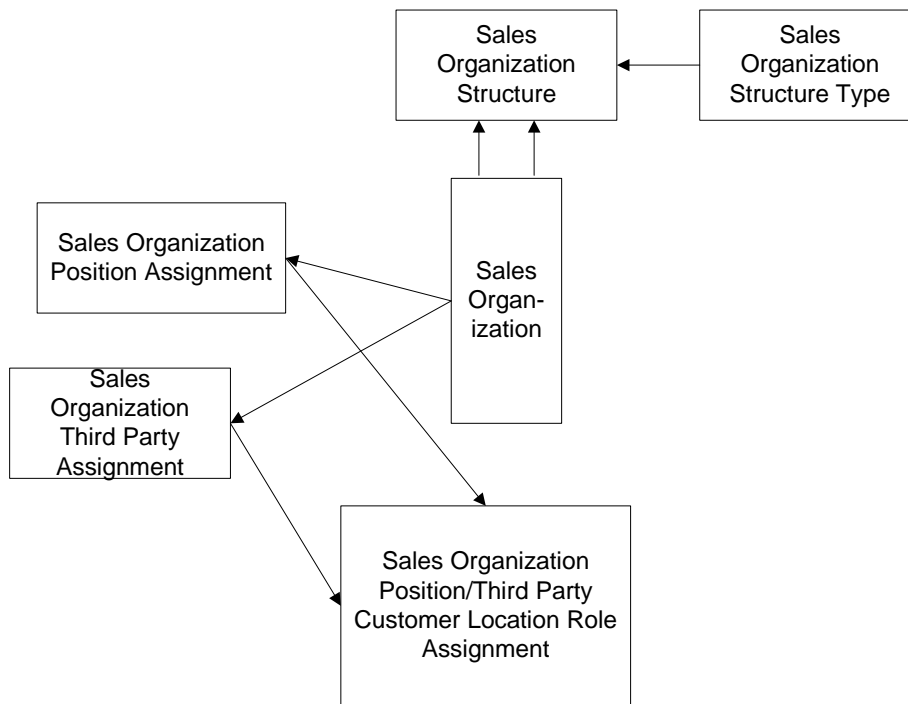 Sales
Organization
Structure
Sales
Organization
Structure Type
Sales Organization
Position Assignment
Sales
Organ-
ization
Sales
Organization
Third Party
Assignment
Sales Organization
Position/Third Party
Customer Location Role
Assignment